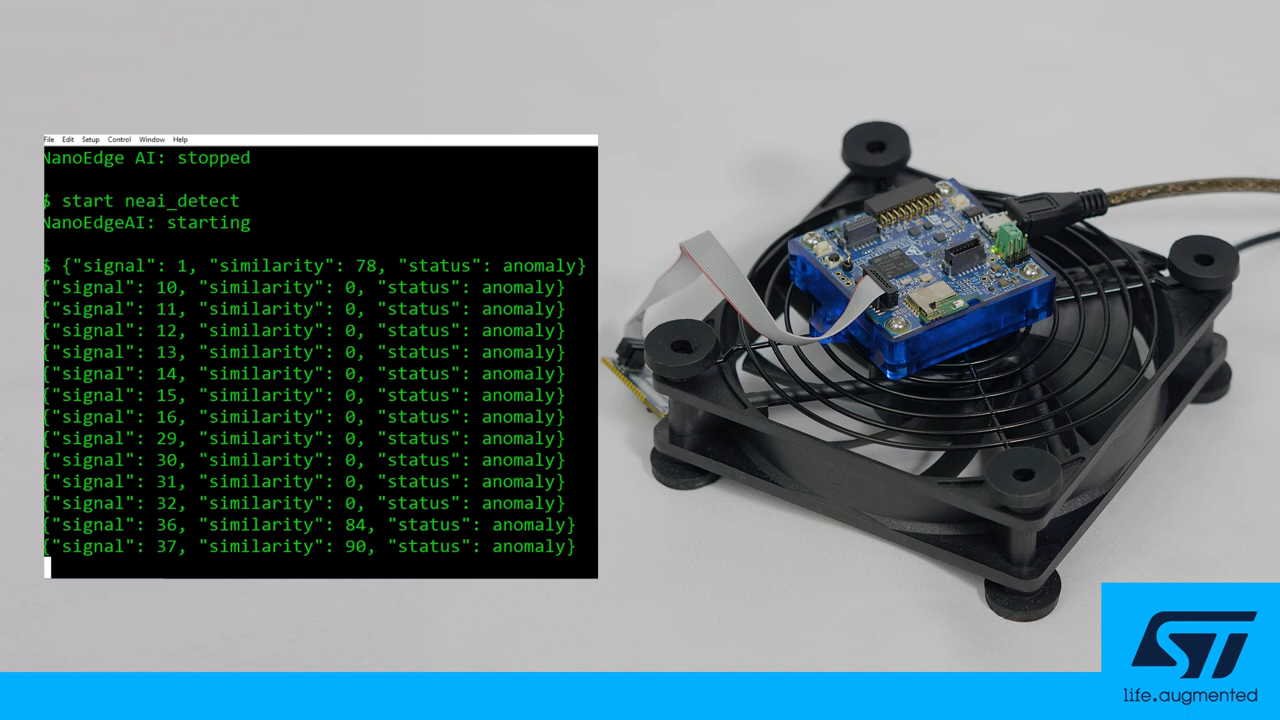 File Edit Setup Control Window Help
NanoEdge AI: stopped
$ start neai_detect
NanoEdgeAI: starting
$ {"signal": 1, "similarity": 78, "status": anomaly}
{"signal": 10, "similarity": 0, "status": anomaly}
{"signal": 11, "similarity": 0, "status": anomaly}
{"signal": 12, "similarity": 0, "status": anomaly}
{"signal": 13, "similarity": 0, "status": anomaly}
{"signal": 14, "similarity": 0, "status": anomaly}
{"signal": 15, "similarity": 0, "status": anomaly}
{"signal": 16, "similarity": 0, "status": anomaly}
{"signal": 29, "similarity": 0, "status": anomaly}
{"signal": 30, "similarity": 0, "status": anomaly}
{"signal": 31, "similarity": 0, "status": anomaly}
{"signal": 32, "similarity": 0, "status": anomaly}
{"signal": 36, "similarity": 84, "status": anomaly}
{"signal": 37, "similarity": 90, "status": anomaly}
ST
life.augmented